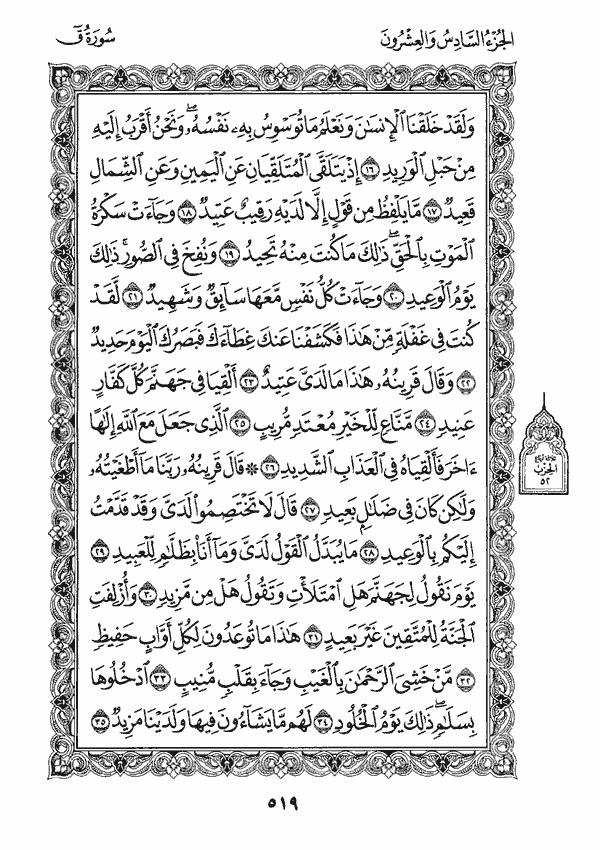 الجُزْءُ السَّادِسُ وَالعِشْرُونَ
سُورَةُ قٓ
وَلَقَدْ خَلَقْنَا ٱلْإِنسَٰنَ وَنَعْلَمُ مَا تُوَسْوِسُ بِهِۦ نَفْسُهُۥ ۖ وَنَحْنُ أَقْرَبُ إِلَيْهِ
مِنْ حَبْلِ ٱلْوَرِيدِ ١٦ إِذْ يَتَلَقَّى ٱلْمُتَلَقِّيَانِ عَنِ ٱلْيَمِينِ وَعَنِ ٱلشِّمَالِ
قَعِيدٌ ١٧ مَّا يَلْفِظُ مِن قَوْلٍ إِلَّا لَدَيْهِ رَقِيبٌ عَتِيدٌ ١٨ وَجَآءَتْ سَكْرَةُ
ٱلْمَوْتِ بِٱلْحَقِّ ۖ ذَٰلِكَ مَا كُنتَ مِنْهُ تَحِيدُ ١٩ وَنُفِخَ فِى ٱلصُّورِ ۚ ذَٰلِكَ
يَوْمُ ٱلْوَعِيدِ ٢٠ وَجَآءَتْ كُلُّ نَفْسٍ مَّعَهَا سَآئِقٌ وَشَهِيدٌ ٢١ لَّقَدْ
كُنتَ فِى غَفْلَةٍ مِّنْ هَٰذَا فَكَشَفْنَا عَنكَ غِطَآءَكَ فَبَصَرُكَ ٱلْيَوْمَ حَدِيدٌ
٢٢ وَقَالَ قَرِينُهُۥ هَٰذَا مَا لَدَىَّ عَتِيدٌ ٢٣ أَلْقِيَا فِى جَهَنَّمَ كُلَّ كَفَّارٍ
عَنِيدٍ ٢٤ مَّنَّاعٍ لِّلْخَيْرِ مُعْتَدٍ مُّرِيبٍ ٢٥ ٱلَّذِى جَعَلَ مَعَ ٱللَّهِ إِلَٰهًا
ءَاخَرَ فَأَلْقِيَاهُ فِى ٱلْعَذَابِ ٱلشَّدِيدِ ٢٦ ۞ قَالَ قَرِينُهُۥ رَبَّنَا مَآ أَطْغَيْتُهُۥ
وَلَٰكِن كَانَ فِى ضَلَٰلٍۭ بَعِيدٍ ٢٧ قَالَ لَا تَخْتَصِمُوا۟ لَدَىَّ وَقَدْ قَدَّمْتُ
إِلَيْكُم بِٱلْوَعِيدِ ٢٨ مَا يُبَدَّلُ ٱلْقَوْلُ لَدَىَّ وَمَآ أَنَا۠ بِظَلَّٰمٍ لِّلْعَبِيدِ ٢٩
يَوْمَ نَقُولُ لِجَهَنَّمَ هَلِ ٱمْتَلَأْتِ وَتَقُولُ هَلْ مِن مَّزِيدٍ ٣٠ وَأُزْلِفَتِ
ٱلْجَنَّةُ لِلْمُتَّقِينَ غَيْرَ بَعِيدٍ ٣١ هَٰذَا مَا تُوعَدُونَ لِكُلِّ أَوَّابٍ حَفِيظٍ
٣٢ مَّنْ خَشِىَ ٱلرَّحْمَٰنَ بِٱلْغَيْبِ وَجَآءَ بِقَلْبٍ مُّنِيبٍ ٣٣ ٱدْخُلُوهَا
بِسَلَٰمٍ ۖ ذَٰلِكَ يَوْمُ ٱلْخُلُودِ ٣٤ لَهُم مَّا يَشَآءُونَ فِيهَا وَلَدَيْنَا مَزِيدٌ ٣٥
الحِزْب
٥٢
٥١٩